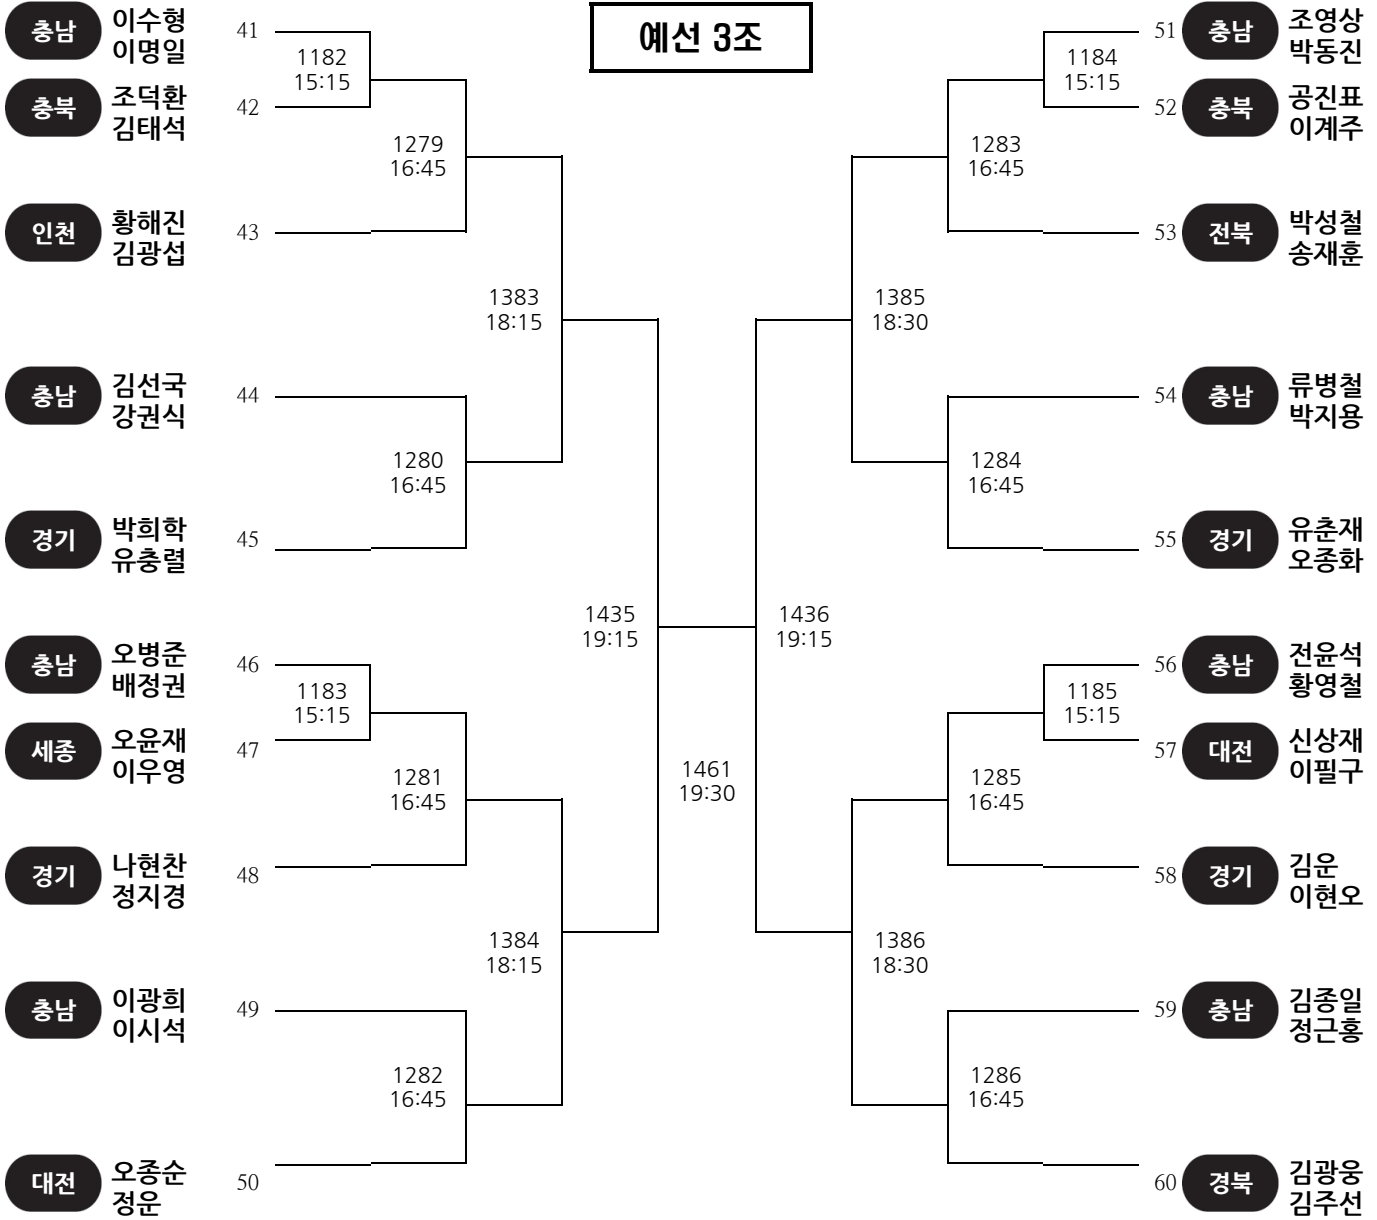 예선 3조
충남
이수형
이명일
41
1182
15:15
충북
조덕환
김태석
42
1279
16:45
인천
황해진
김광섭
43
1383
18:15
충남
김선국
강권식
44
1280
16:45
경기
박희학
유충렬
45
1435
19:15
충남
오병준
배정권
46
1183
15:15
세종
오윤재
이우영
47
1281
16:45
경기
나현찬
정지경
48
1384
18:15
충남
이광희
이시석
49
1282
16:45
대전
오종순
정운
50
1461
19:30
51
충남
조영상
박동진
1184
15:15
52
충북
공진표
이계주
1283
16:45
53
전북
박성철
송재훈
1385
18:30
54
충남
류병철
박지용
1284
16:45
55
경기
유춘재
오종화
1436
19:15
56
충남
전윤석
황영철
1185
15:15
57
대전
신상재
이필구
1285
16:45
58
경기
김운
이현오
1386
18:30
59
충남
김종일
정근홍
1286
16:45
60
경북
김광웅
김주선